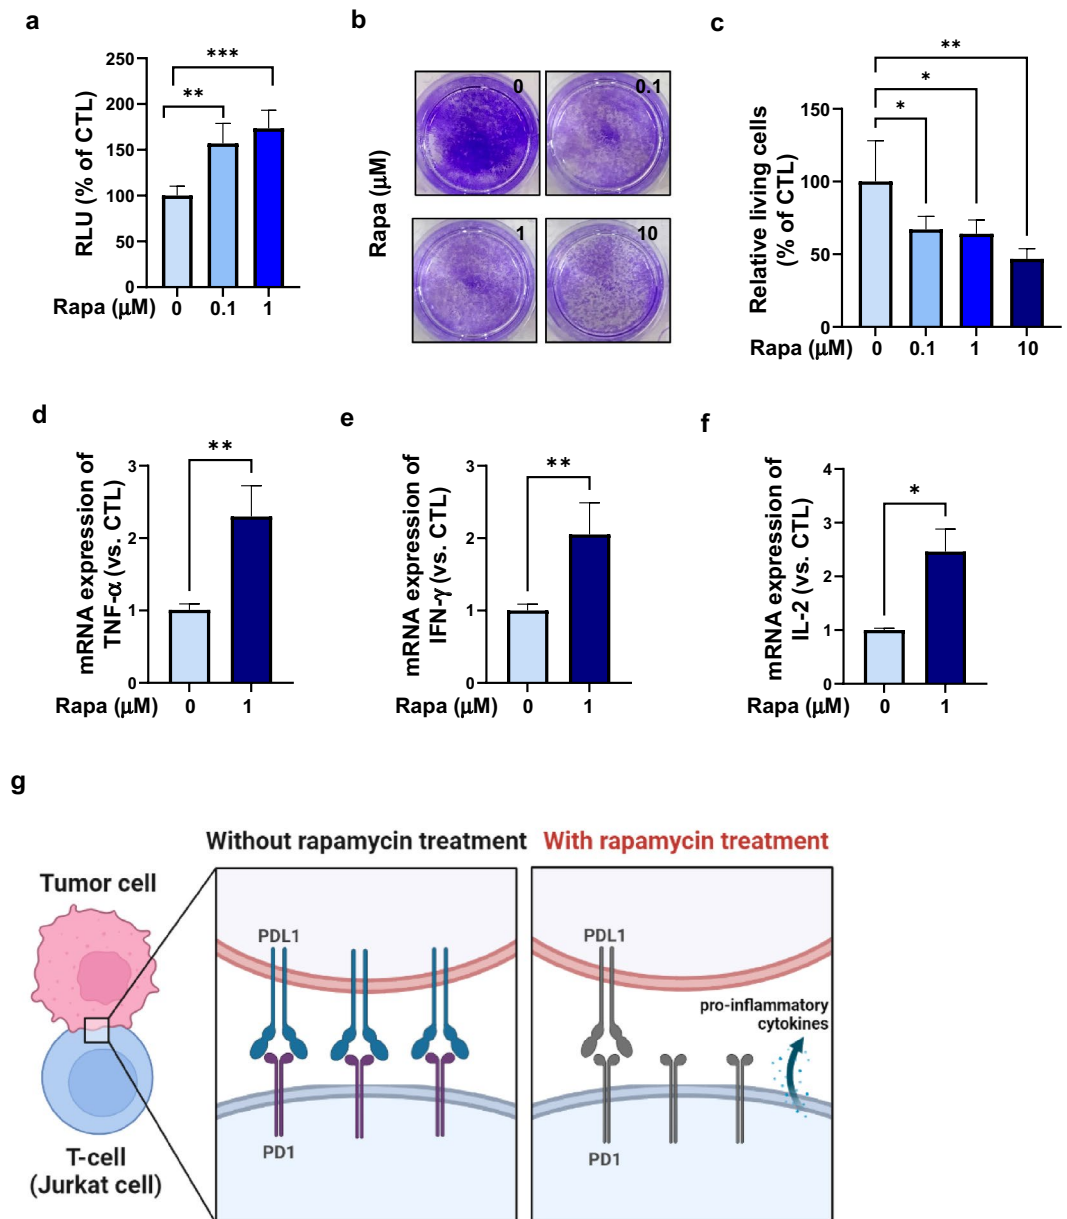 a
RLU (% of CTL)
250
200
150
100
50
0
**
***
Rapa (μM) 0 0.1 1
b
Rapa (μM)
0
0.1
1
10
c
Relative living cells
(% of CTL)
150
100
50
0
**
*
*
Rapa (μM) 0 0.1 1 10
d
mRNA expression of
TNF-α (vs. CTL)
3
2
1
0
**
Rapa (μM) 0 1
e
mRNA expression of
IFN-γ (vs. CTL)
3
2
1
0
**
Rapa (μM) 0 1
f
mRNA expression of
IL-2 (vs. CTL)
4
3
2
1
0
*
Rapa (μM) 0 1
g
Without rapamycin treatment
With rapamycin treatment
Tumor cell
T-cell
(Jurkat cell)
PDL1
PD1
PDL1
PD1
pro-inflammatory
cytokines